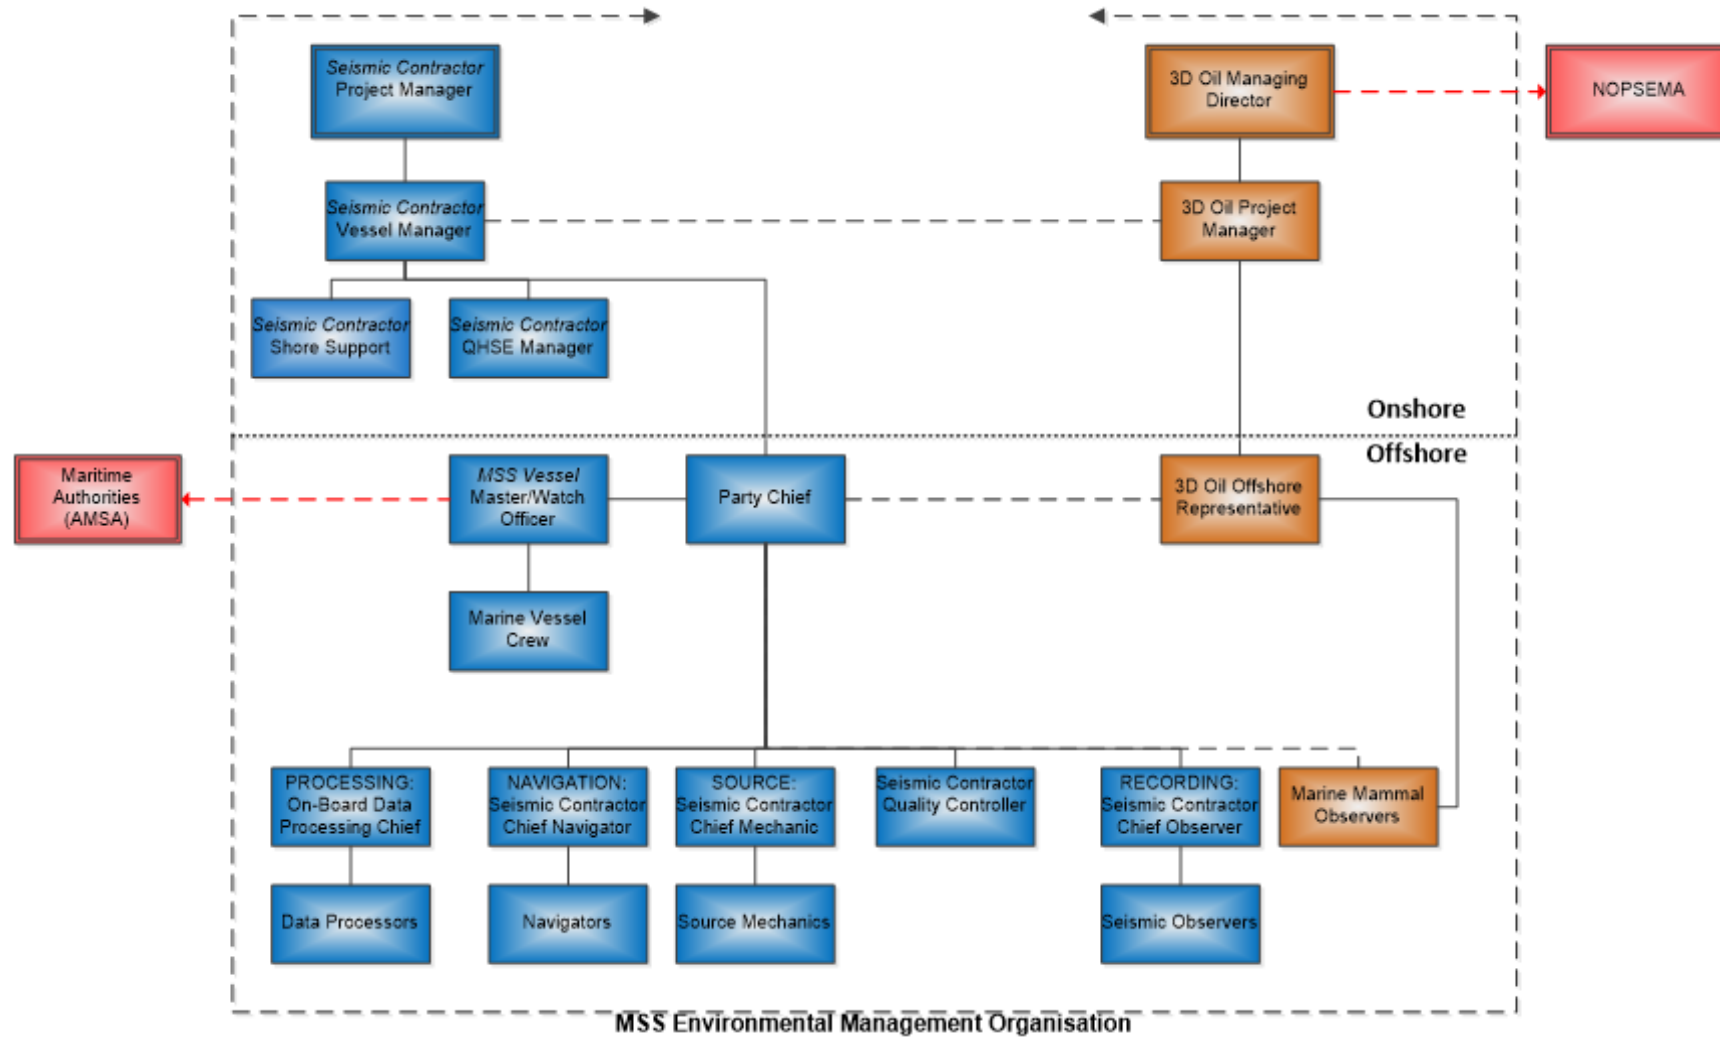 Seismic Contractor
Project Manager
3D Oil Managing
Director
NOPSEMA
Seismic Contractor
Vessel Manager
3D Oil Project
Manager
Seismic Contractor
Shore Support
Seismic Contractor
QHSE Manager
Onshore
Offshore
Maritime
Authorities
(AMSA)
MSS Vessel
Master/Watch
Officer
Party Chief
3D Oil Offshore
Representative
Marine Vessel
Crew
PROCESSING:
On-Board Data
Processing Chief
NAVIGATION:
Seismic Contractor
Chief Navigator
SOURCE:
Seismic Contractor
Chief Mechanic
Seismic Contractor
Quality Controller
RECORDING:
Seismic Contractor
Chief Observer
Marine Mammal
Observers
Data Processors
Navigators
Source Mechanics
Seismic Observers
MSS Environmental Management Organisation